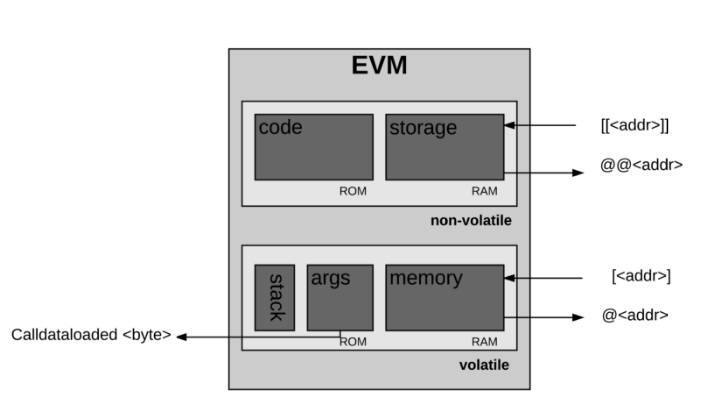 EVM
code
storage
[[<addr>]]
@@<addr>
ROM
RAM
non-volatile
stack
args
memory
[<addr>]
@<addr>
Calldataloaded <byte>
ROM
RAM
volatile